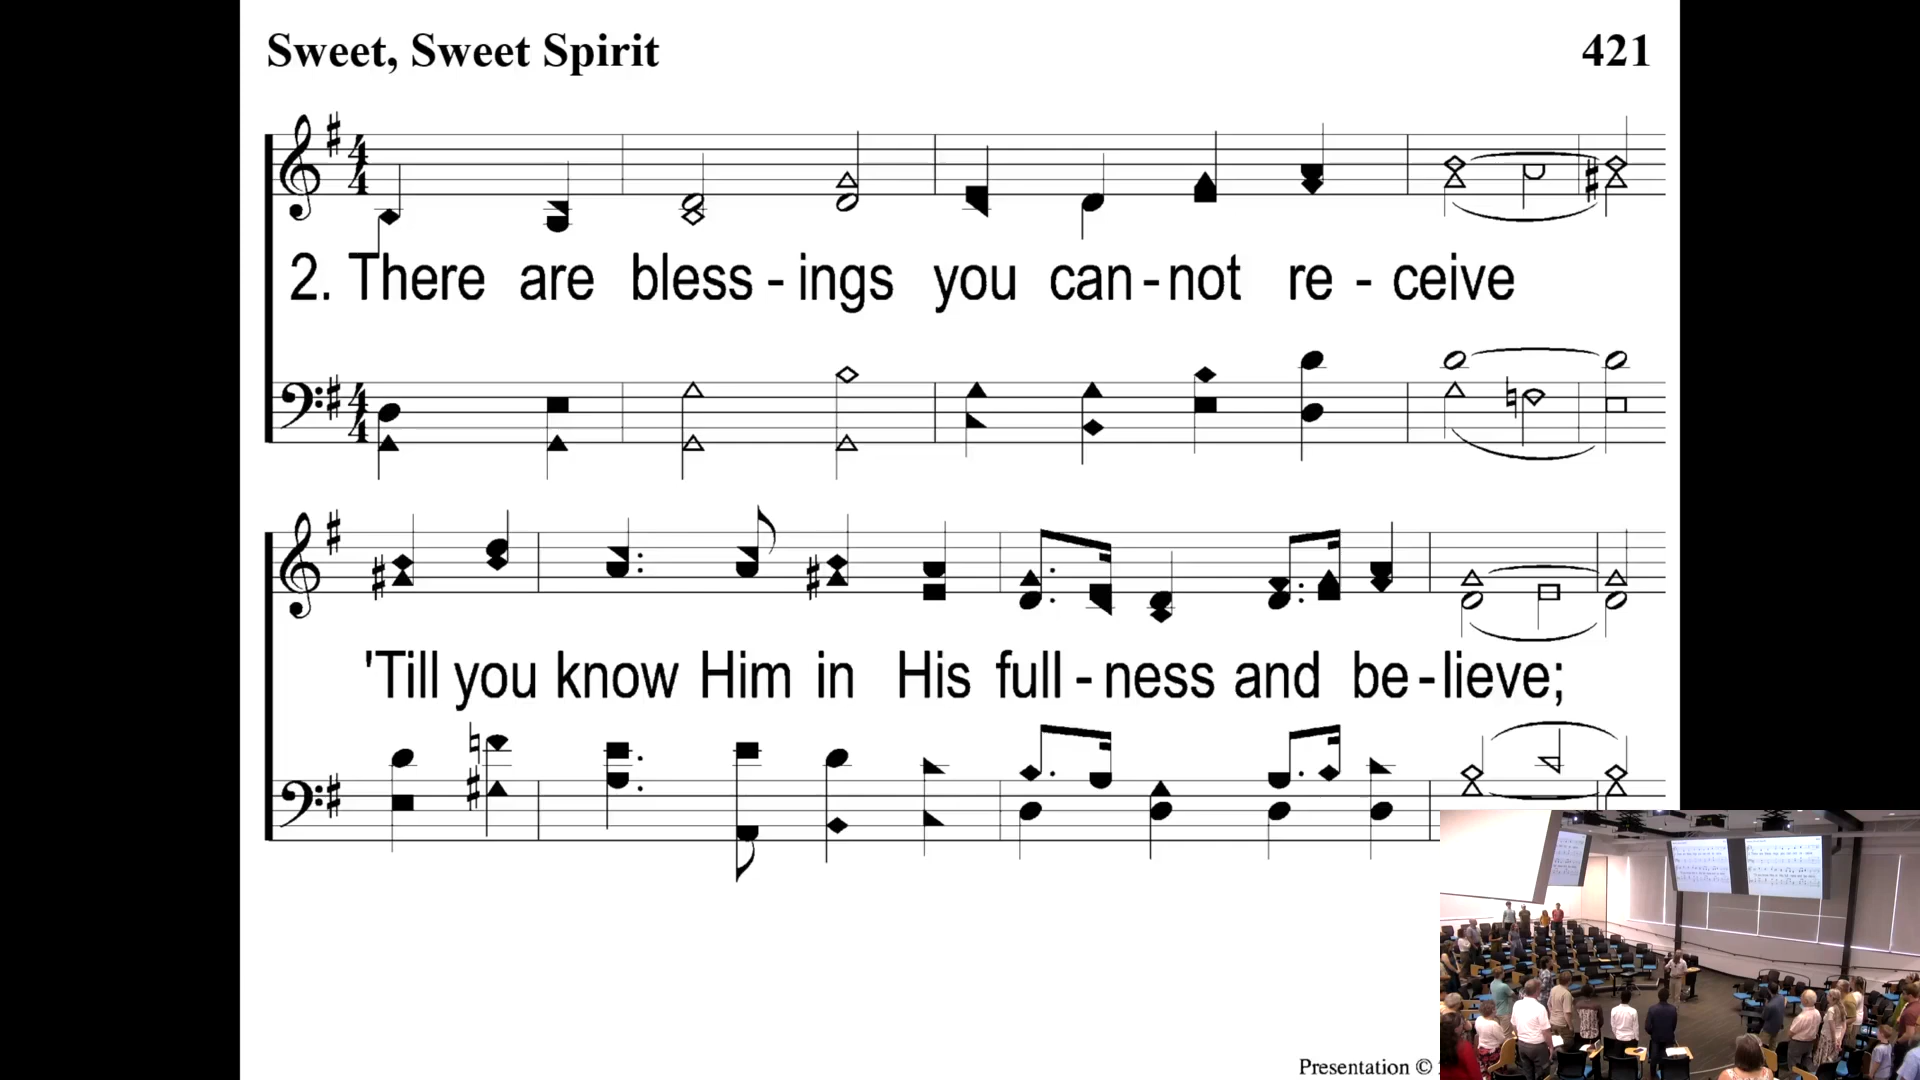 Sweet, Sweet Spirit 421
2. There are bless - ings you can - not re - ceive
'Till you know Him in His full - ness and be - lieve;
Presentation ©